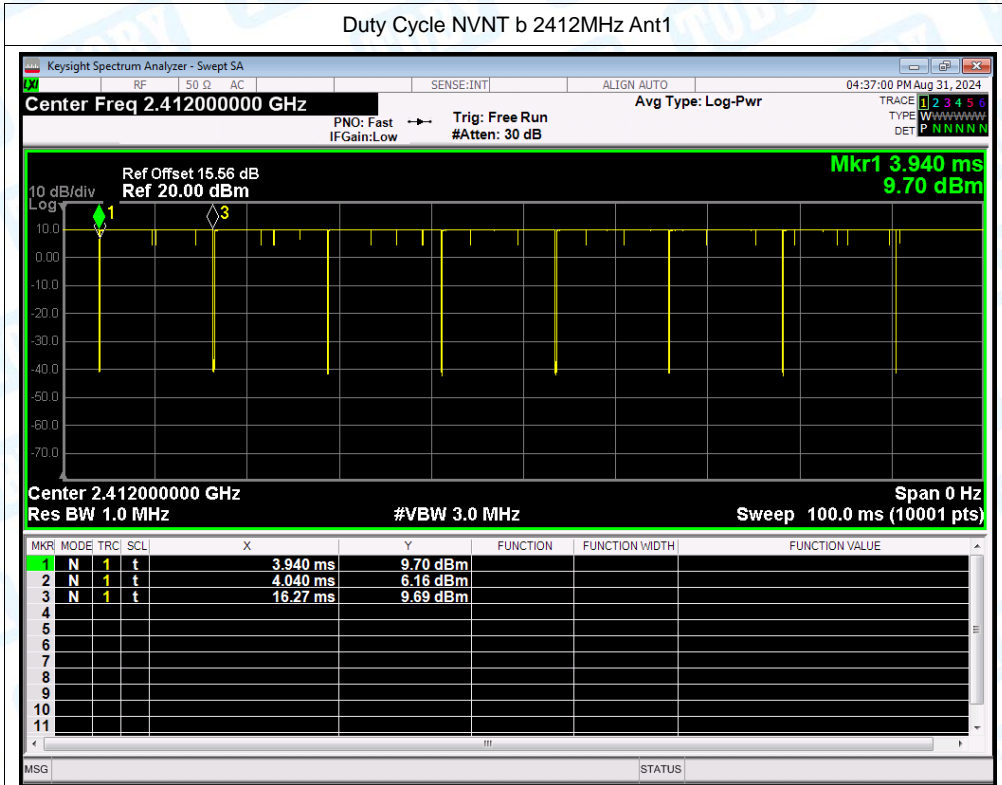 Duty Cycle NVNT b 2412MHz Ant1
Keysight Spectrum Analyzer - Swept SA
LXI RF 50 Ω AC SENSE:INT ALIGN AUTO 04:37:00 PM Aug 31, 2024
Center Freq 2.412000000 GHz Avg Type: Log-Pwr TRACE 1 2 3 4 5 6
PNO: Fast Trig: Free Run TYPE WWWWWW
IFGain:Low #Atten: 30 dB DET P N N N N N
Mkr1 3.940 ms
Ref Offset 15.56 dB
10 dB/div Ref 20.00 dBm 9.70 dBm
Log
1 3
10.0
0.00
-10.0
-20.0
-30.0
-40.0
-50.0
-60.0
-70.0
Center 2.412000000 GHz Span 0 Hz
Res BW 1.0 MHz #VBW 3.0 MHz Sweep 100.0 ms (10001 pts)
MKR MODE TRC SCL X Y FUNCTION FUNCTION WIDTH FUNCTION VALUE
1 N 1 t 3.940 ms 9.70 dBm
2 N 1 t 4.040 ms 6.16 dBm
3 N 1 t 16.27 ms 9.69 dBm
4
5
6
7
8
9
10
11
MSG STATUS